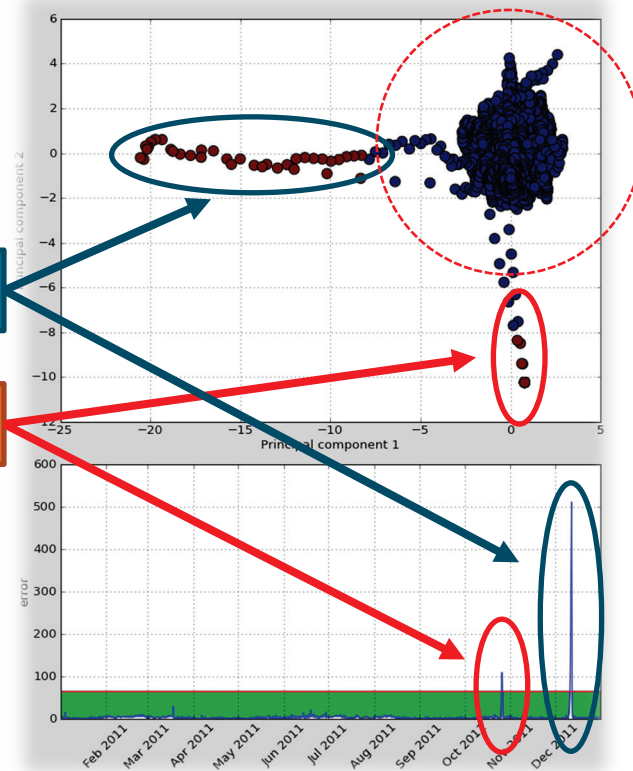 6
4
2
0
−2
−4
−6
−8
−10
principal component 2
−25
−20
−15
−10
−5
0
5
Principal component 1
600
500
400
300
200
100
0
error
Feb 2011
Mar 2011
Apr 2011
May 2011
Jun 2011
Jul 2011
Aug 2011
Sep 2011
Oct 2011
Nov 2011
Dec 2011